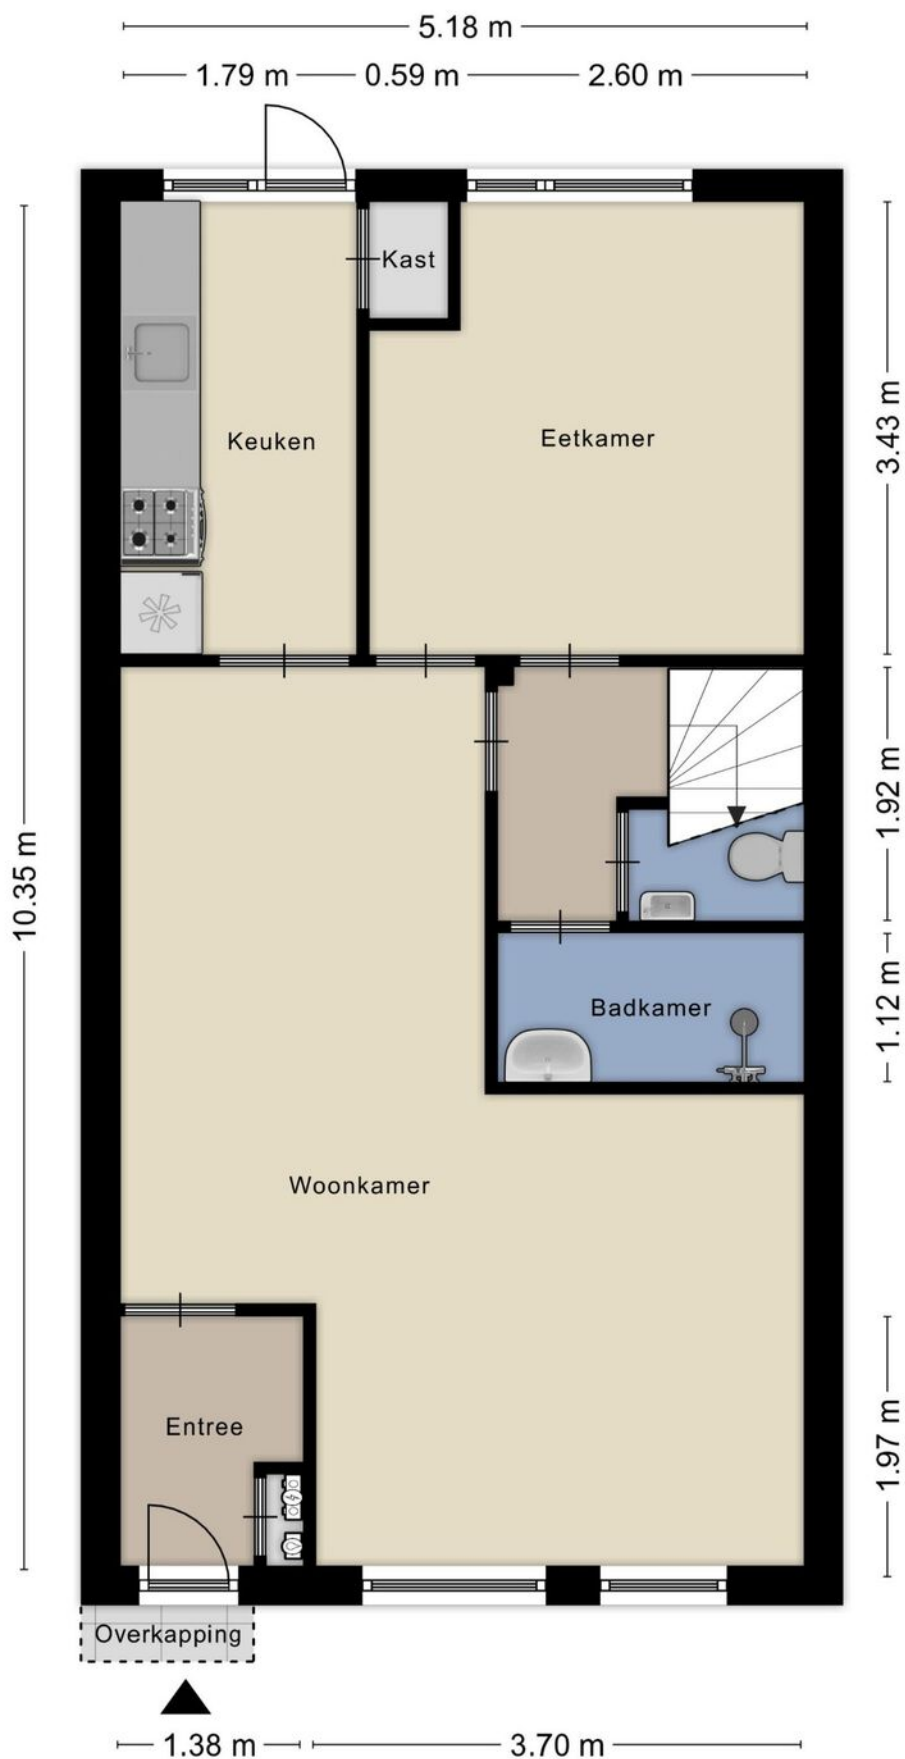 5.18 m
1.79 m 0.59 m 2.60 m
Kast
Keuken
Eetkamer
3.43 m
1.92 m
10.35 m
1.12 m
Badkamer
Woonkamer
Entree
1.97 m
Overkapping
1.38 m 3.70 m